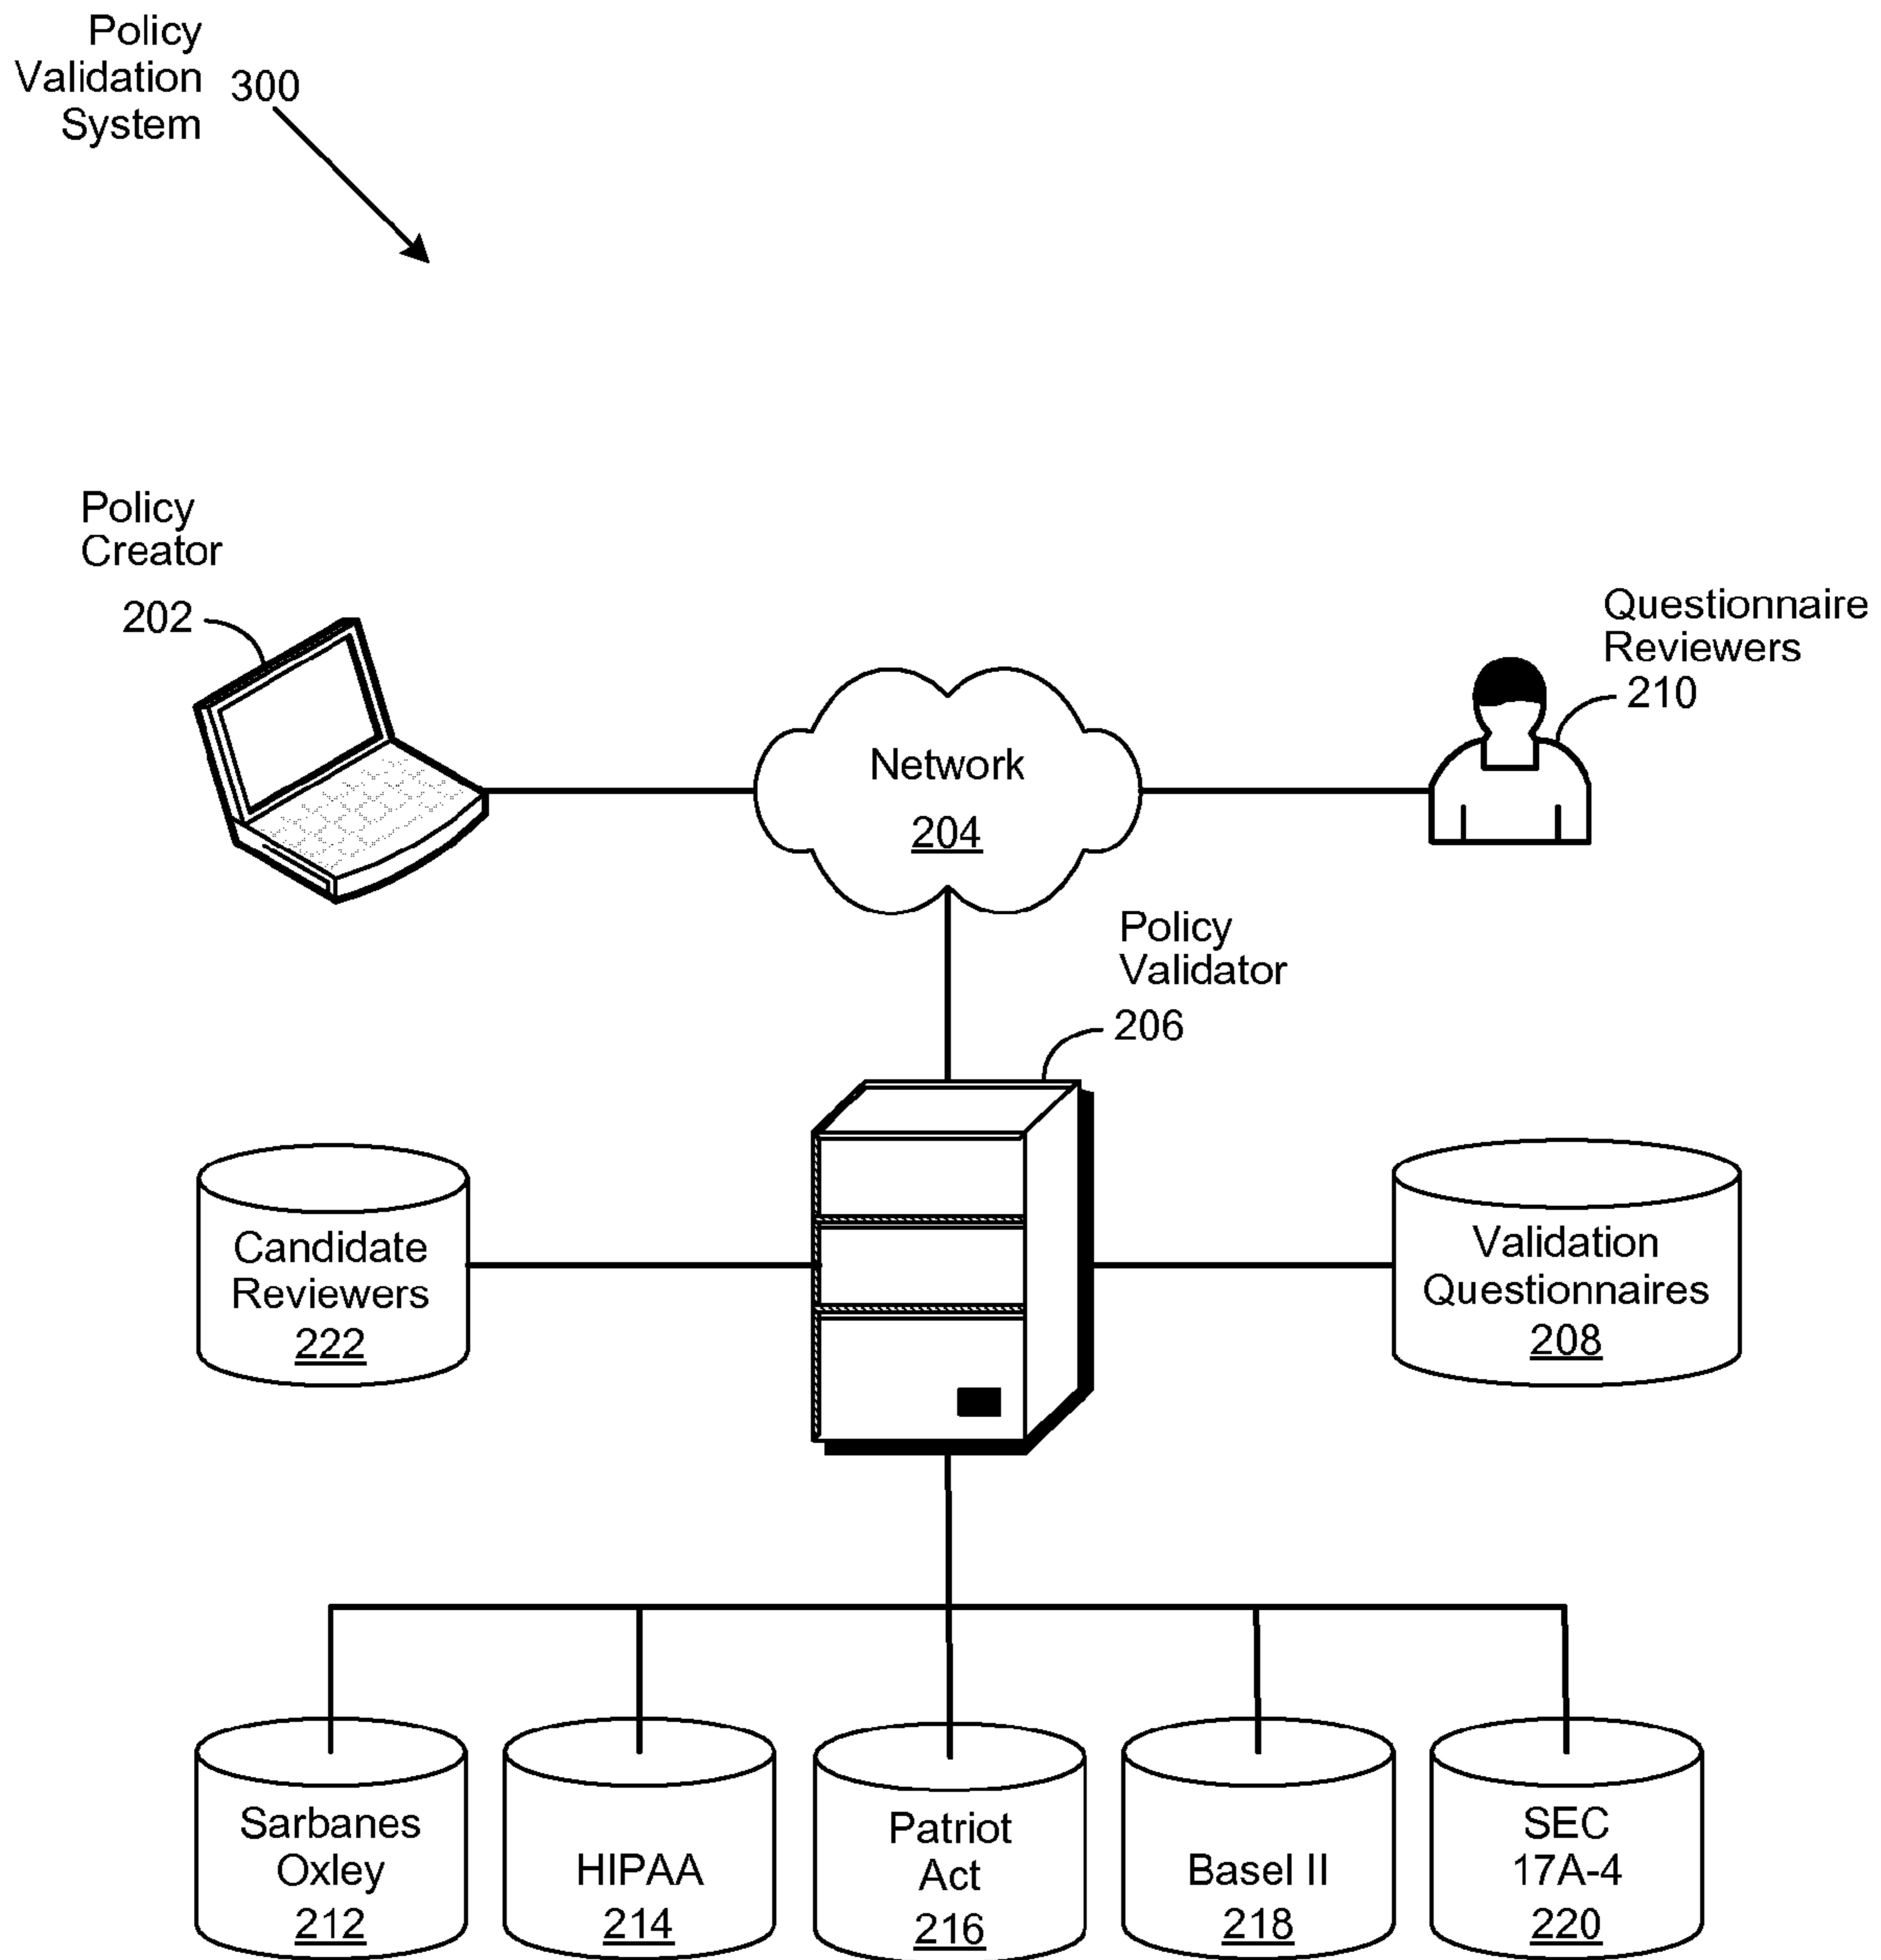 Policy
Validation
System
300
Policy
Creator
202
Questionnaire
Reviewers
210
Network
204
Policy
Validator
206
Candidate
Reviewers
222
Validation
Questionnaires
208
Sarbanes
Oxley
212
HIPAA
214
Patriot
Act
216
Basel II
218
SEC
17A-4
220